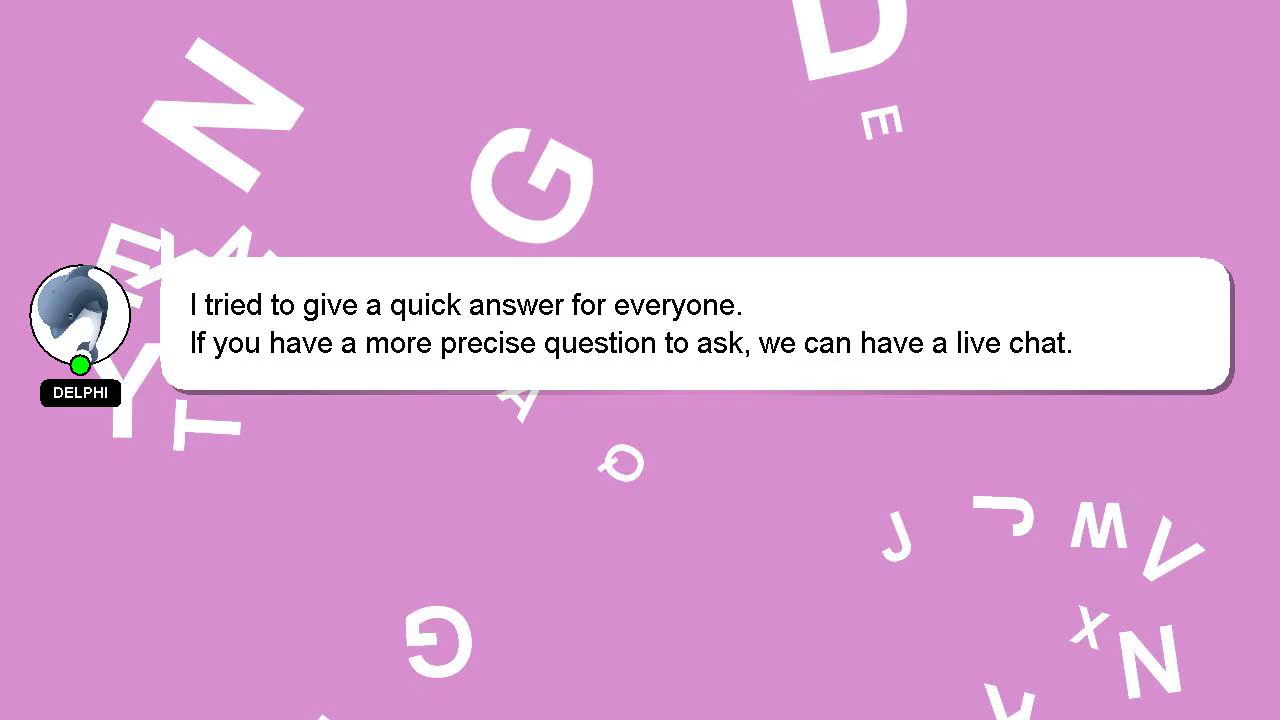 D
E
N
G
E
Y
A
N
I tried to give a quick answer for everyone.
If you have a more precise question to ask, we can have a live chat.
DELPHI
Y
T
A
Q
J
J
W
V
G
X
N